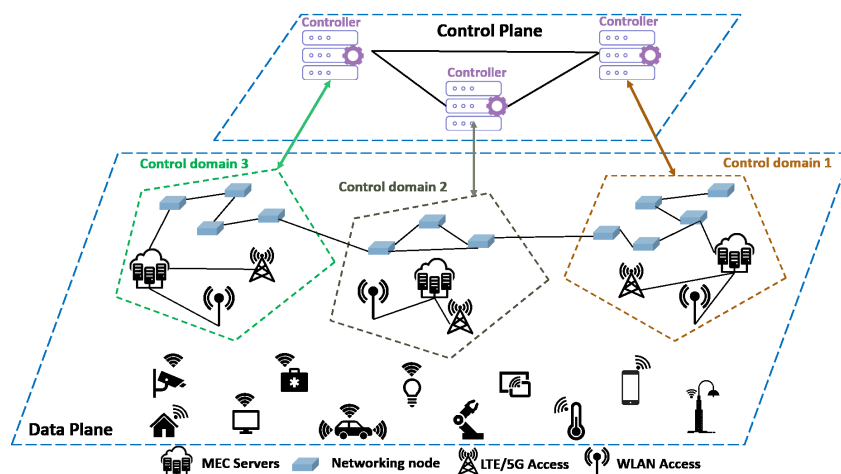 Controller
Control Plane
Controller
Controller
Control domain 3
Control domain 2
Control domain 1
Data Plane
MEC Servers
Networking node
LTE/5G Access
WLAN Access